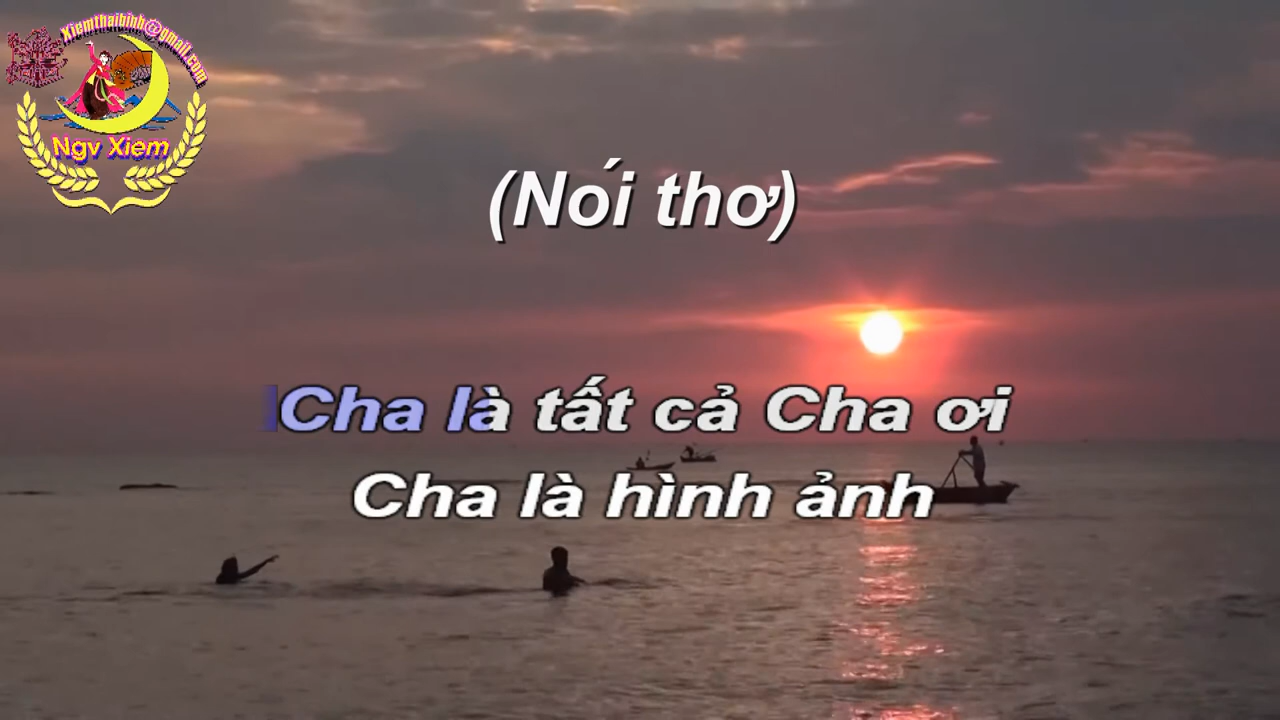 Xiemthaibinh@gmail.com
Ngv Xiem
(Nói thơ)
Cha là tất cả Cha ơi
Cha là hình ảnh